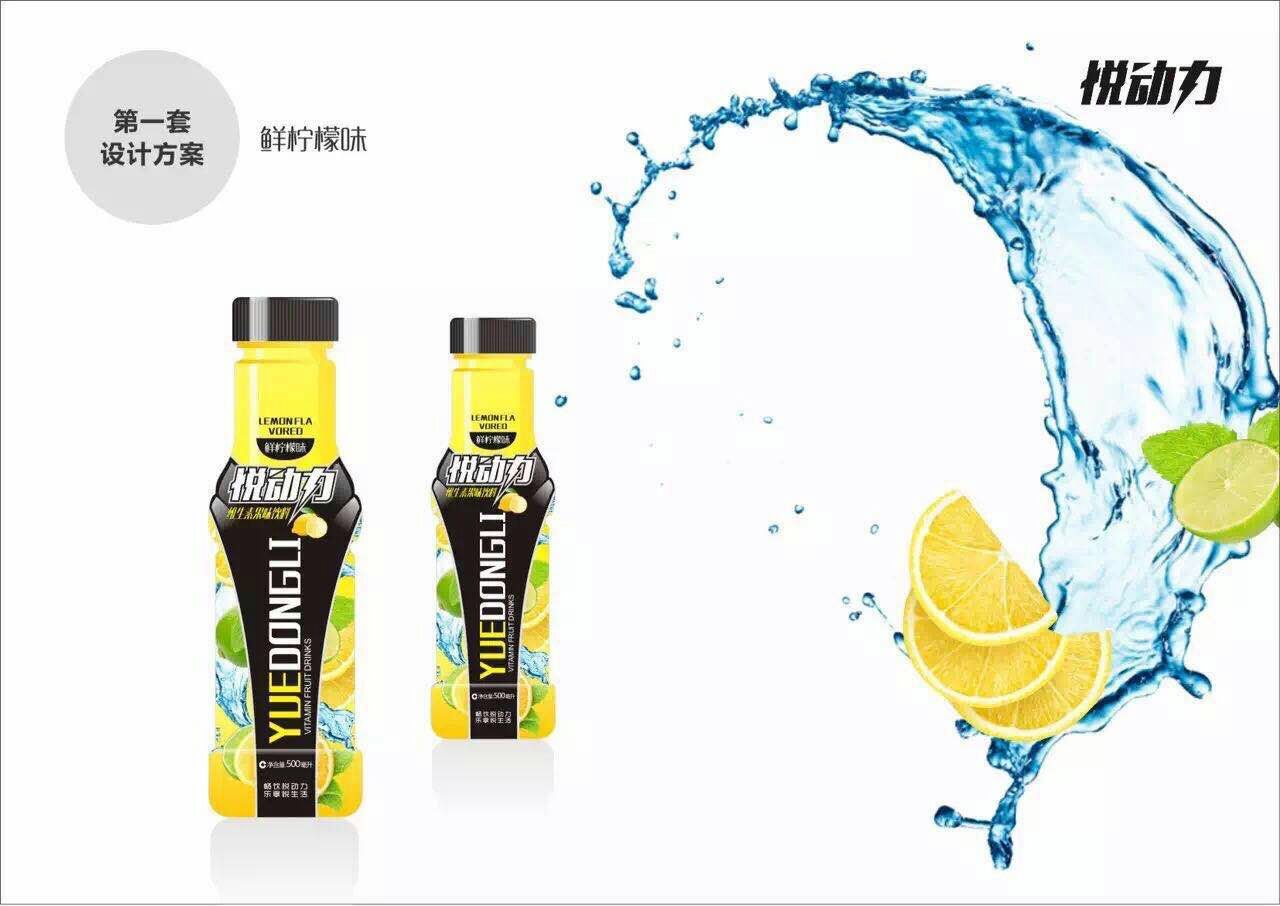 第一套
设计方案
鲜柠檬味
悦动力
LEMON FLA
VORED
鲜柠檬味
悦动力
维生素果味饮料
YUEDONGLI
VITAMIN FRUIT DRINKS
净含量:500毫升
畅饮悦动力
乐享悦生活
LEMON FLA
VORED
鲜柠檬味
悦动力
维生素果味饮料
YUEDONGLI
VITAMIN FRUIT DRINKS
净含量:500毫升
畅饮悦动力
乐享悦生活